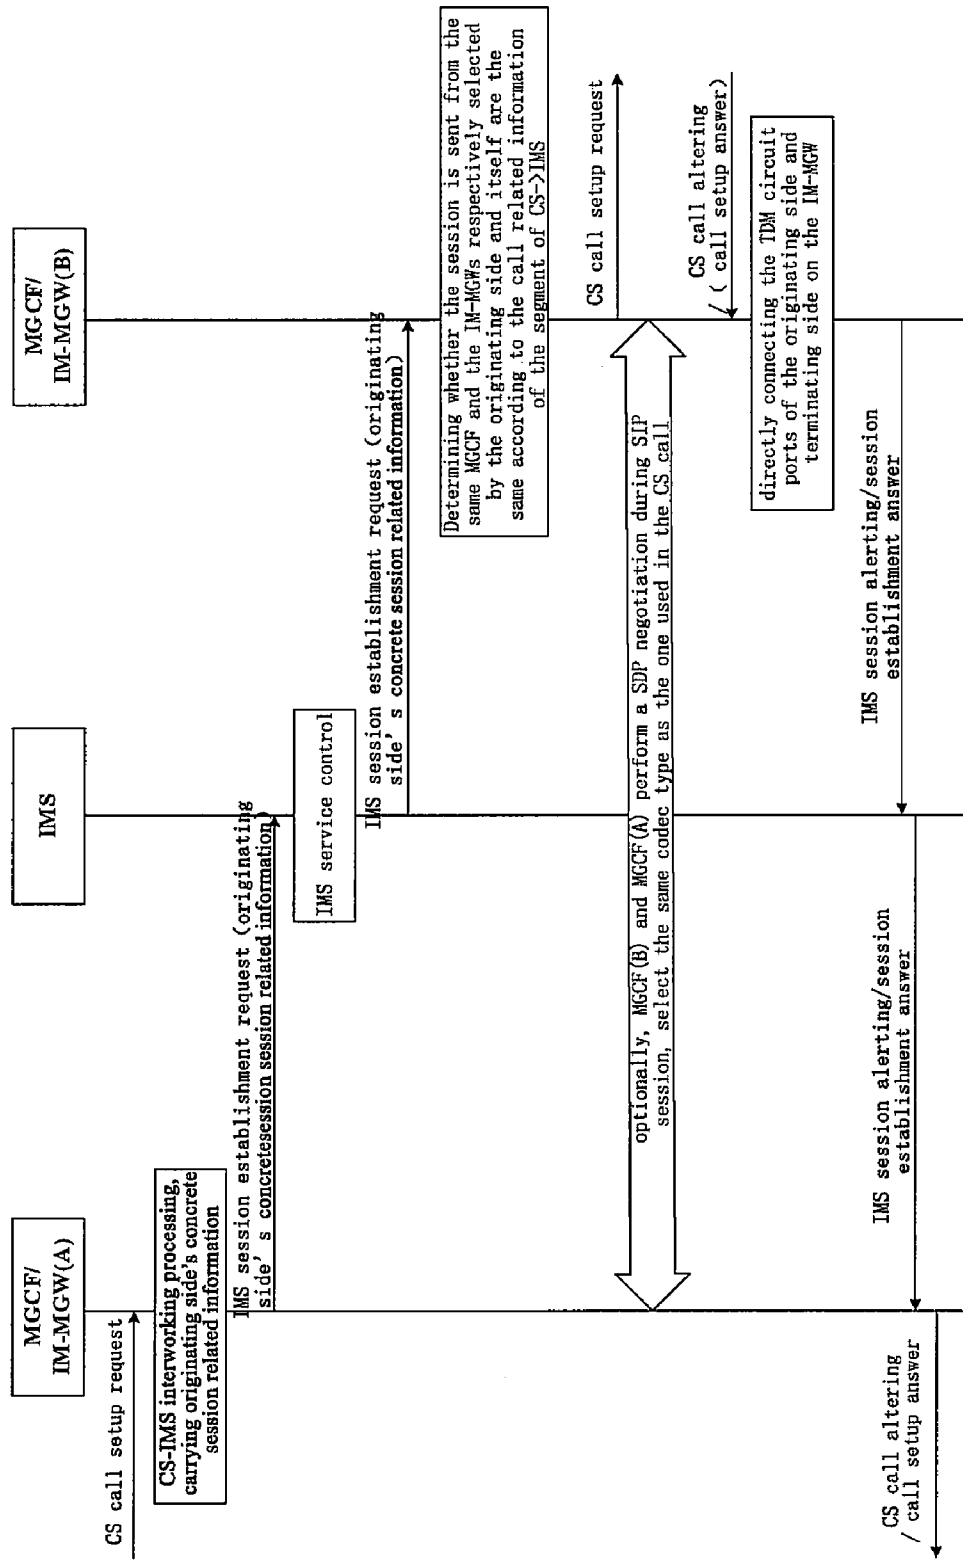 MGCF/
IM-MGW(A)
IMS
MGCF/
IM-MGW(B)
CS call setup request
CS-IMS interworking processing,
carrying originating side's concrete
session related information
IMS session establishment request (originating
side' s concretesession session related information)
IMS service control
IMS session establishment request (originating
side' s concrete session related information)
Determining whether the session is sent from the
same MGCF and the IM-MGWs respectively selected
by the originating side and itself are the
same according to the call related information
of the segment of CS->IMS
CS call setup request
optionally, MGCF(B) and MGCF(A) perform a SDP negotiation during SIP
session, select the same codec type as the one used in the CS call
CS call altering
/ ( call setup answer)
directly connecting the TDM circuit
ports of the originating side and
terminating side on the IM-MGW
IMS session alerting/session
establishment answer
IMS session alerting/session
establishment answer
CS call altering
/ call setup answer)